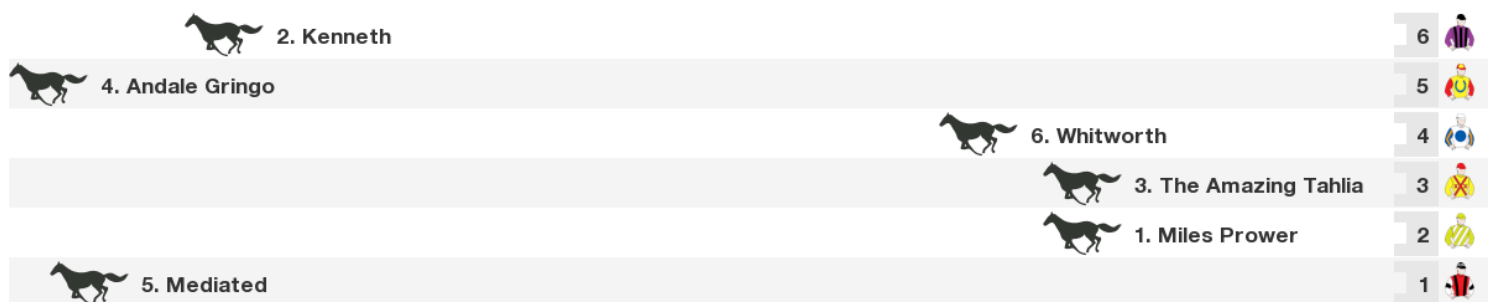 2. Kenneth 6
4. Andale Gringo 5
6. Whitworth 4
3. The Amazing Tahlia 3
1. Miles Prower 2
5. Mediated 1